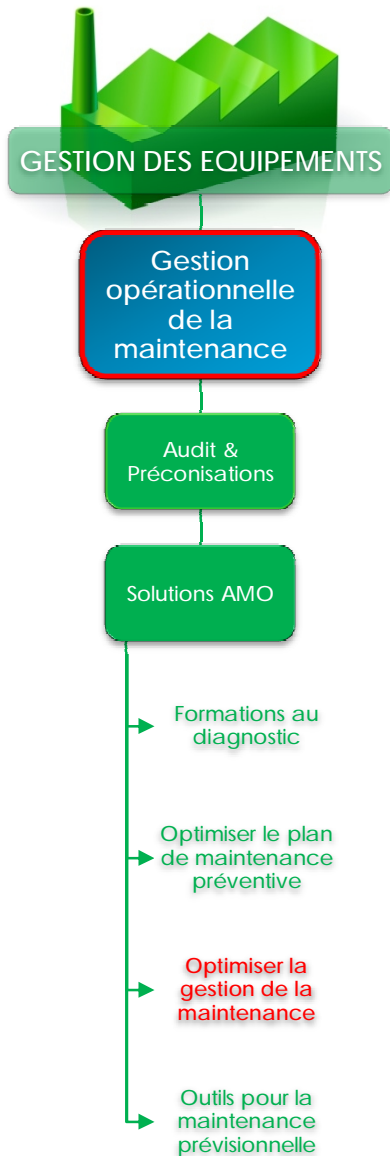 GESTION DES EQUIPEMENTS
Gestion
opérationnelle
de la
maintenance
Audit &
Préconisations
Solutions AMO
Formations au
diagnostic
Optimiser le plan
de maintenance
préventive
Optimiser la
gestion de la
maintenance
Outils pour la
maintenance
prévisionnelle